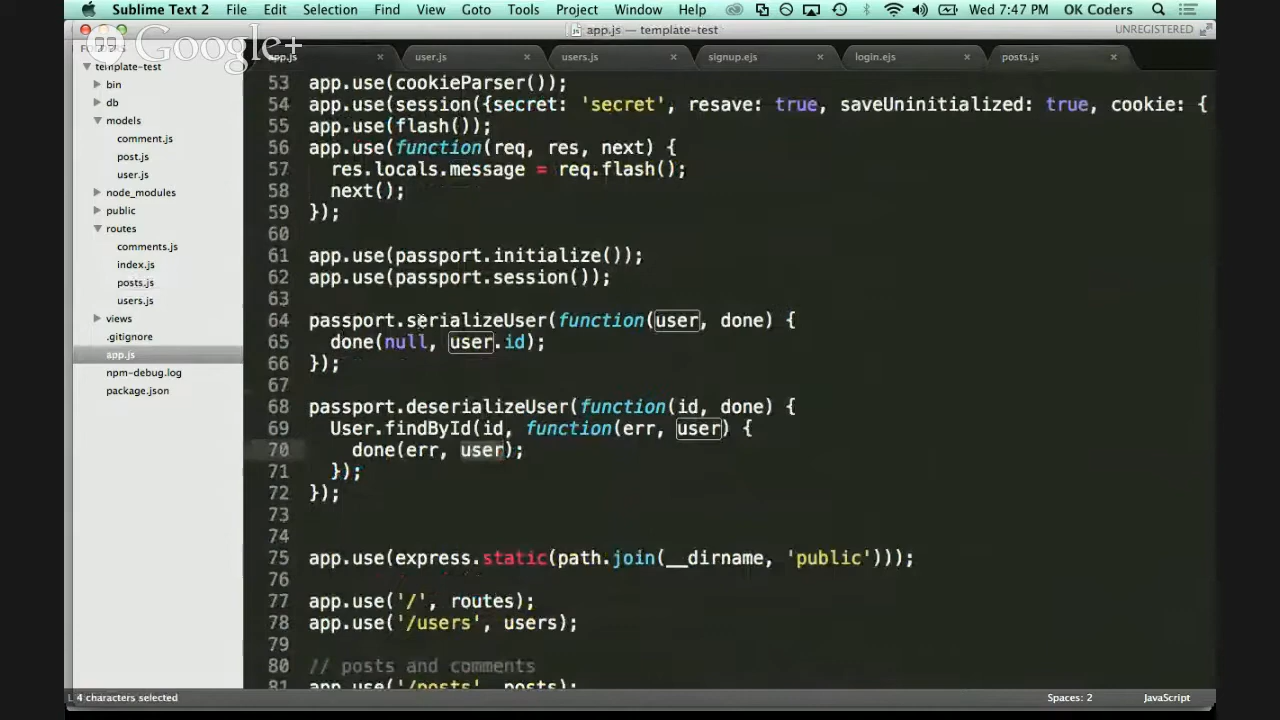 Sublime Text 2 File Edit Selection Find View Goto Tools Project Window Help Wed 7:47 PM OK Coders
app.js — template-test UNREGISTERED
Google+
app.js user.js users.js signup.ejs login.ejs posts.js
template-test
bin
db
models
comment.js
post.js
user.js
node_modules
public
routes
comments.js
index.js
posts.js
users.js
views
.gitignore
app.js
npm-debug.log
package.json
53 app.use(cookieParser());
54 app.use(session({secret: 'secret', resave: true, saveUninitialized: true, cookie: {
55 app.use(flash());
56 app.use(function(req, res, next) {
57 res.locals.message = req.flash();
58 next();
59 });
60
61 app.use(passport.initialize());
62 app.use(passport.session());
63
64 passport.serializeUser(function(user, done) {
65 done(null, user.id);
66 });
67
68 passport.deserializeUser(function(id, done) {
69 User.findById(id, function(err, user) {
70 done(err, user);
71 });
72 });
73
74
75 app.use(express.static(path.join(__dirname, 'public')));
76
77 app.use('/', routes);
78 app.use('/users', users);
79
80 // posts and comments
81 app.use('/posts', posts);
4 characters selected Spaces: 2 JavaScript